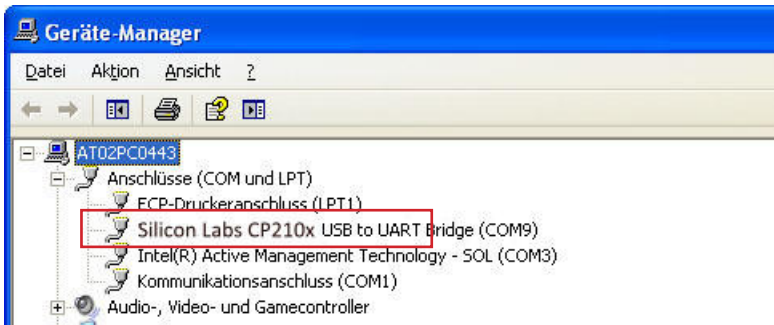 Geräte-Manager
Datei Aktion Ansicht ?
AT02PC0443
Anschlüsse (COM und LPT)
ECP-Druckeranschluss (LPT1)
Silicon Labs CP210x USB to UART Bridge (COM9)
Intel(R) Active Management Technology - SOL (COM3)
Kommunikationsanschluss (COM1)
Audio-, Video- und Gamecontroller